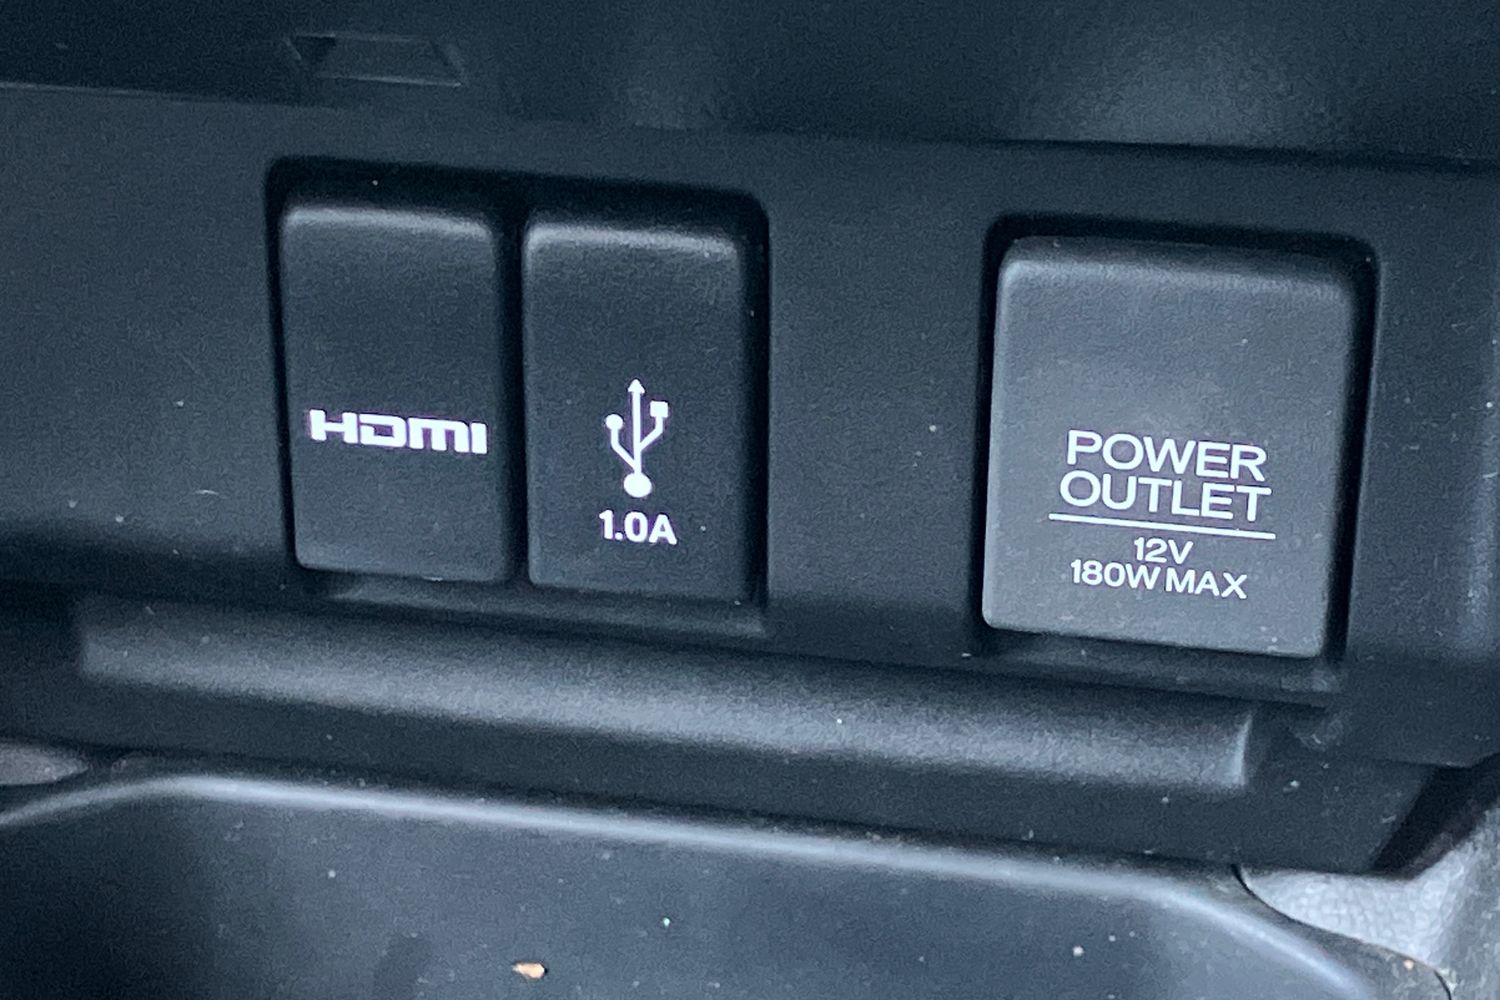 HDMI
1.0A
POWER
OUTLET
12V
180W MAX